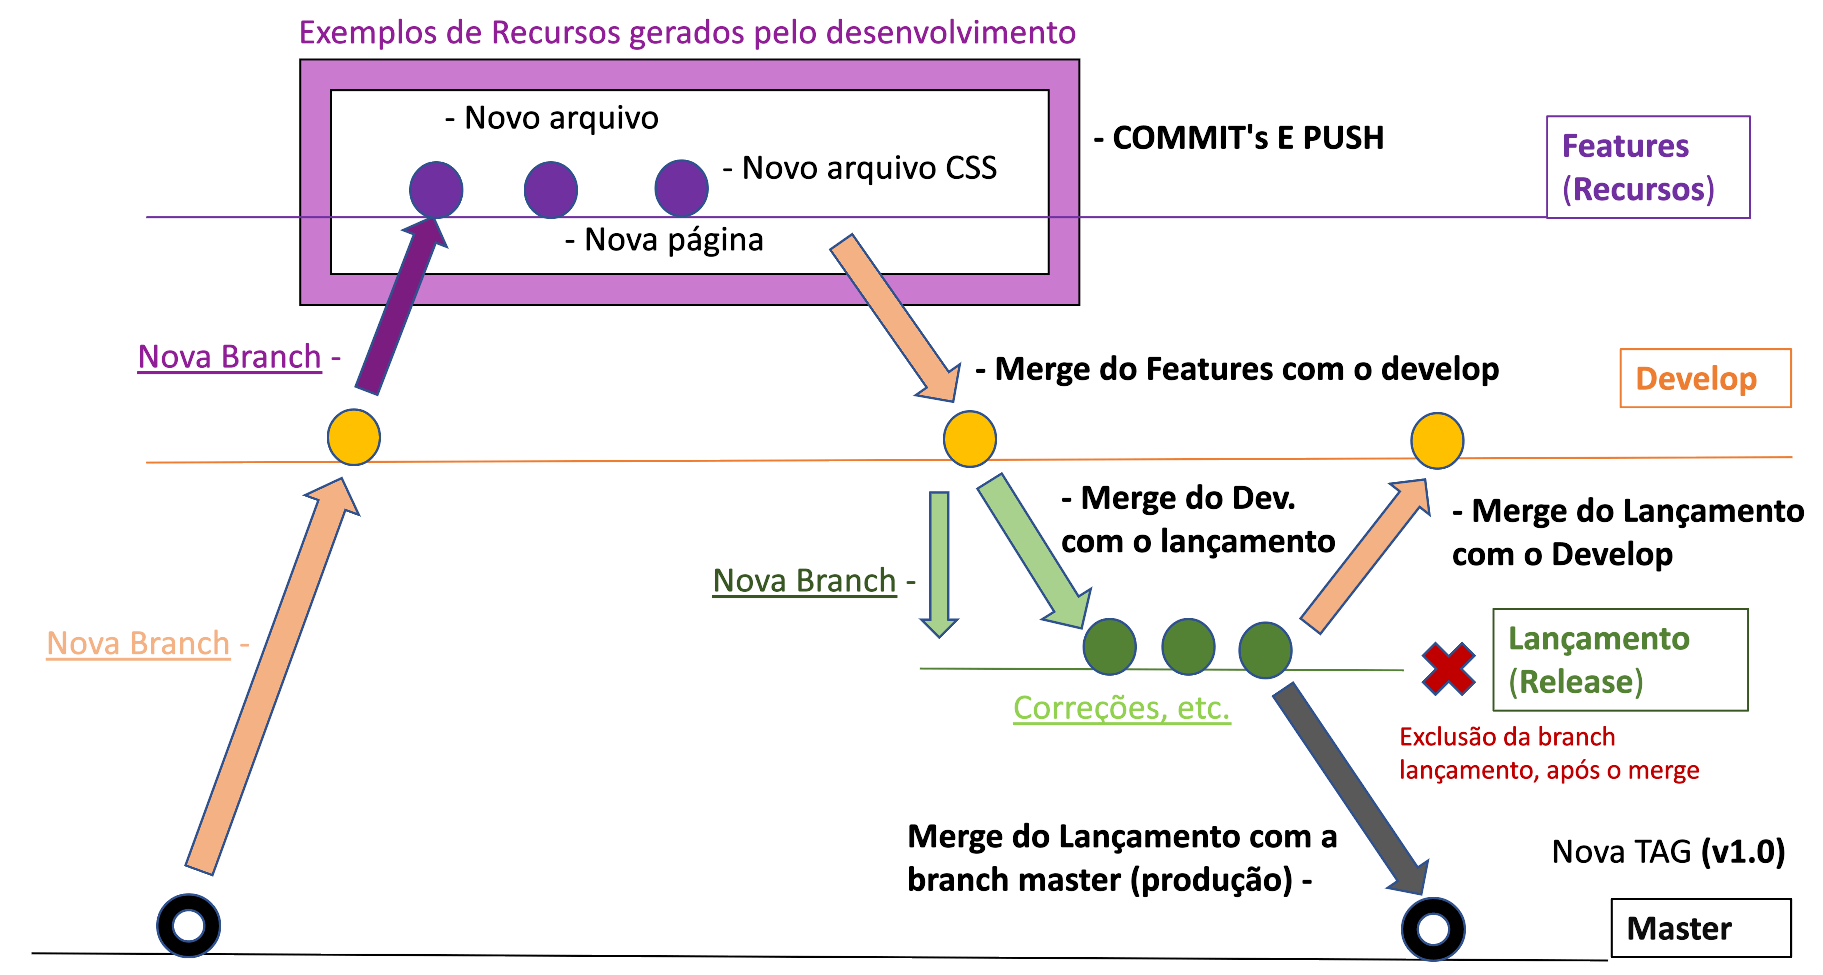 Exemplos de Recursos gerados pelo desenvolvimento
- Novo arquivo
- COMMIT's E PUSH
Features
(Recursos)
- Novo arquivo CSS
- Nova página
Nova Branch -
- Merge do Features com o develop
Develop
- Merge do Dev.
com o lançamento
- Merge do Lançamento
com o Develop
Nova Branch -
Nova Branch -
Lançamento
(Release)
Correções, etc.
Exclusão da branch
lançamento, após o merge
Merge do Lançamento com a
branch master (produção) -
Nova TAG (v1.0)
Master